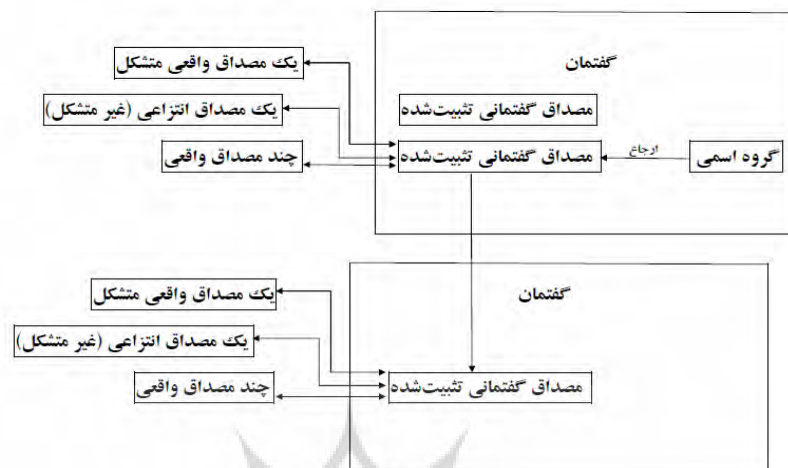 گفتمان
یک مصداق واقعی متشکل
مصداق گفتمانی تثبیت‌شده
یک مصداق انتزاعی (غیر متشکل)
گروه اسمی
ارجاع
مصداق گفتمانی تثبیت‌شده
چند مصداق واقعی
گفتمان
یک مصداق واقعی متشکل
یک مصداق انتزاعی (غیر متشکل)
مصداق گفتمانی تثبیت‌شده
چند مصداق واقعی